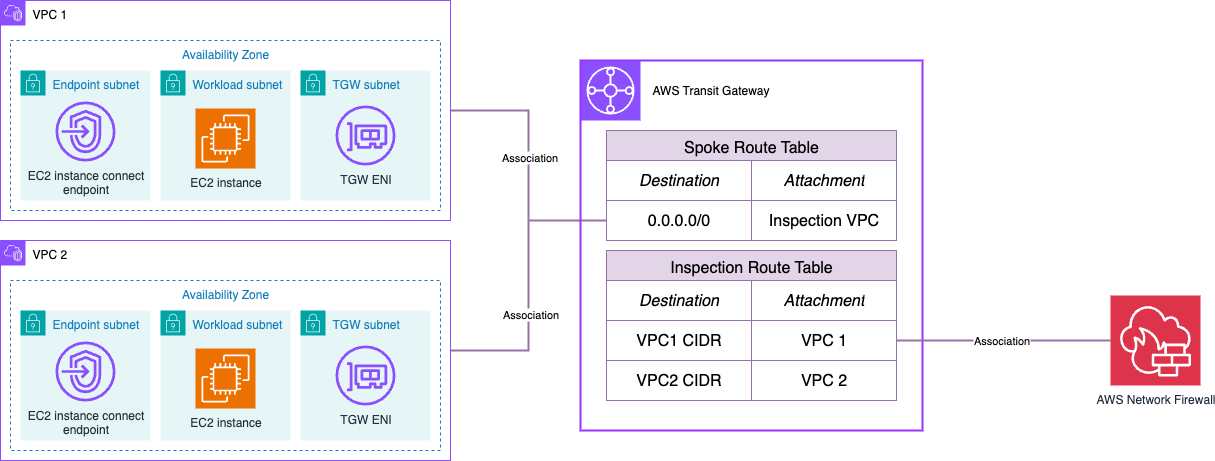 VPC 1
Availability Zone
Endpoint subnet
EC2 instance connect
endpoint
Workload subnet
EC2 instance
TGW subnet
TGW ENI
VPC 2
Availability Zone
Endpoint subnet
EC2 instance connect
endpoint
Workload subnet
EC2 instance
TGW subnet
TGW ENI
Association
Association
AWS Transit Gateway
Spoke Route Table
Destination Attachment
0.0.0.0/0 Inspection VPC
Inspection Route Table
Destination Attachment
VPC1 CIDR VPC 1
VPC2 CIDR VPC 2
Association
AWS Network Firewall